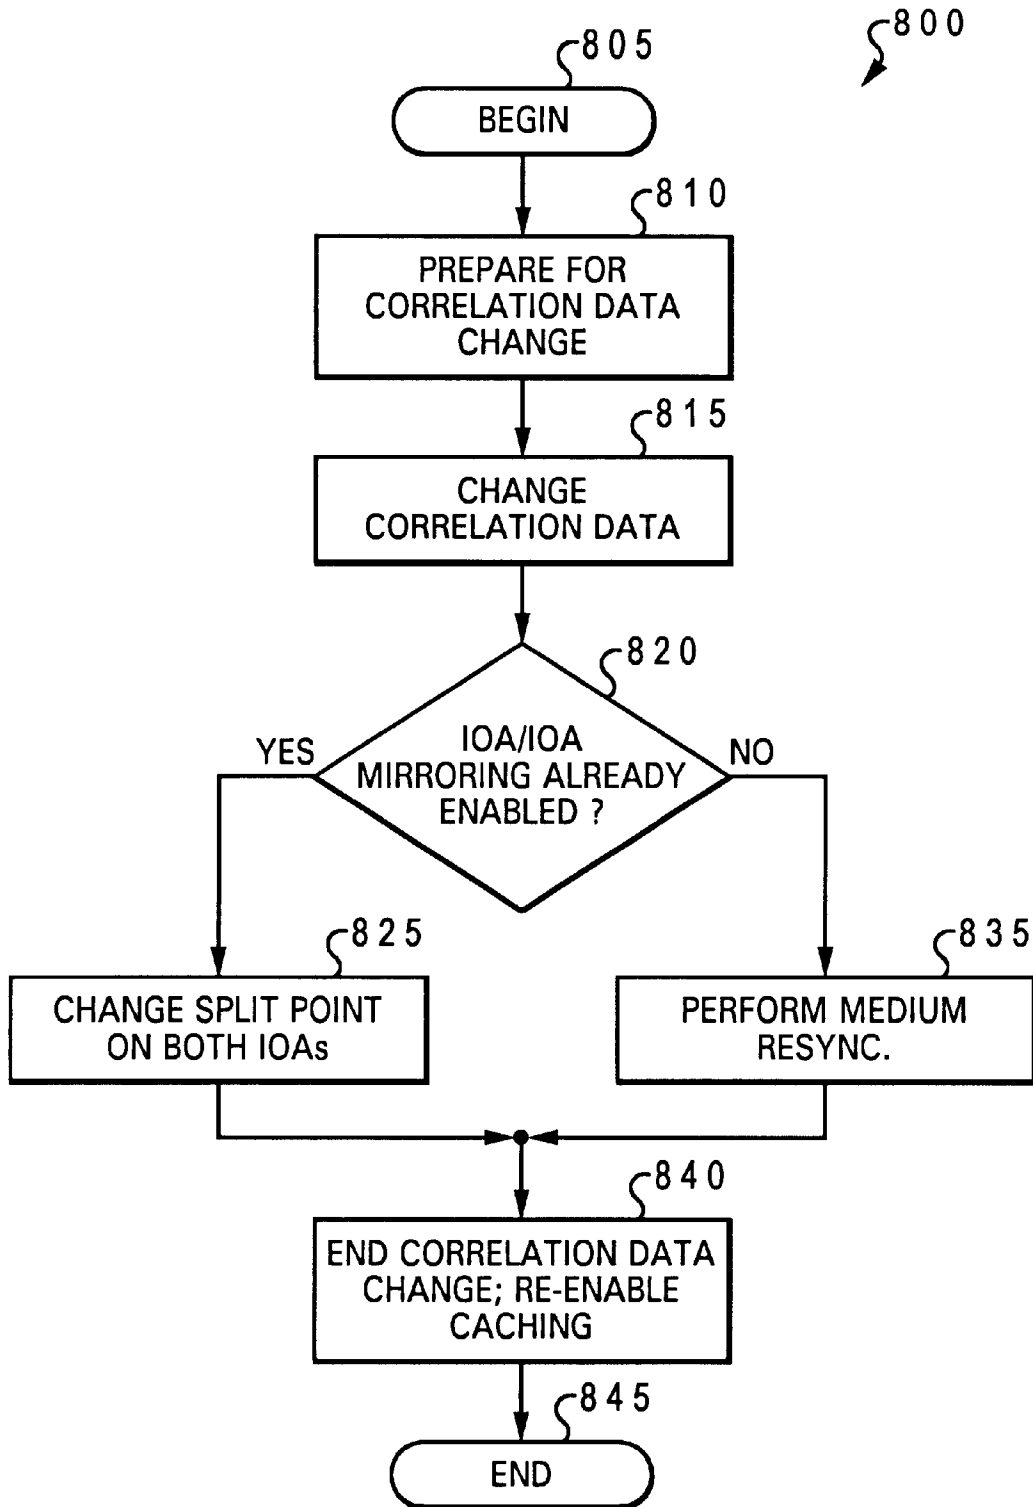 800
805
BEGIN
810
PREPARE FOR
CORRELATION DATA
CHANGE
815
CHANGE
CORRELATION DATA
820
IOA/IOA
MIRRORING ALREADY
ENABLED ?
YES
NO
825
CHANGE SPLIT POINT
ON BOTH IOAs
835
PERFORM MEDIUM
RESYNC.
840
END CORRELATION DATA
CHANGE; RE-ENABLE
CACHING
845
END